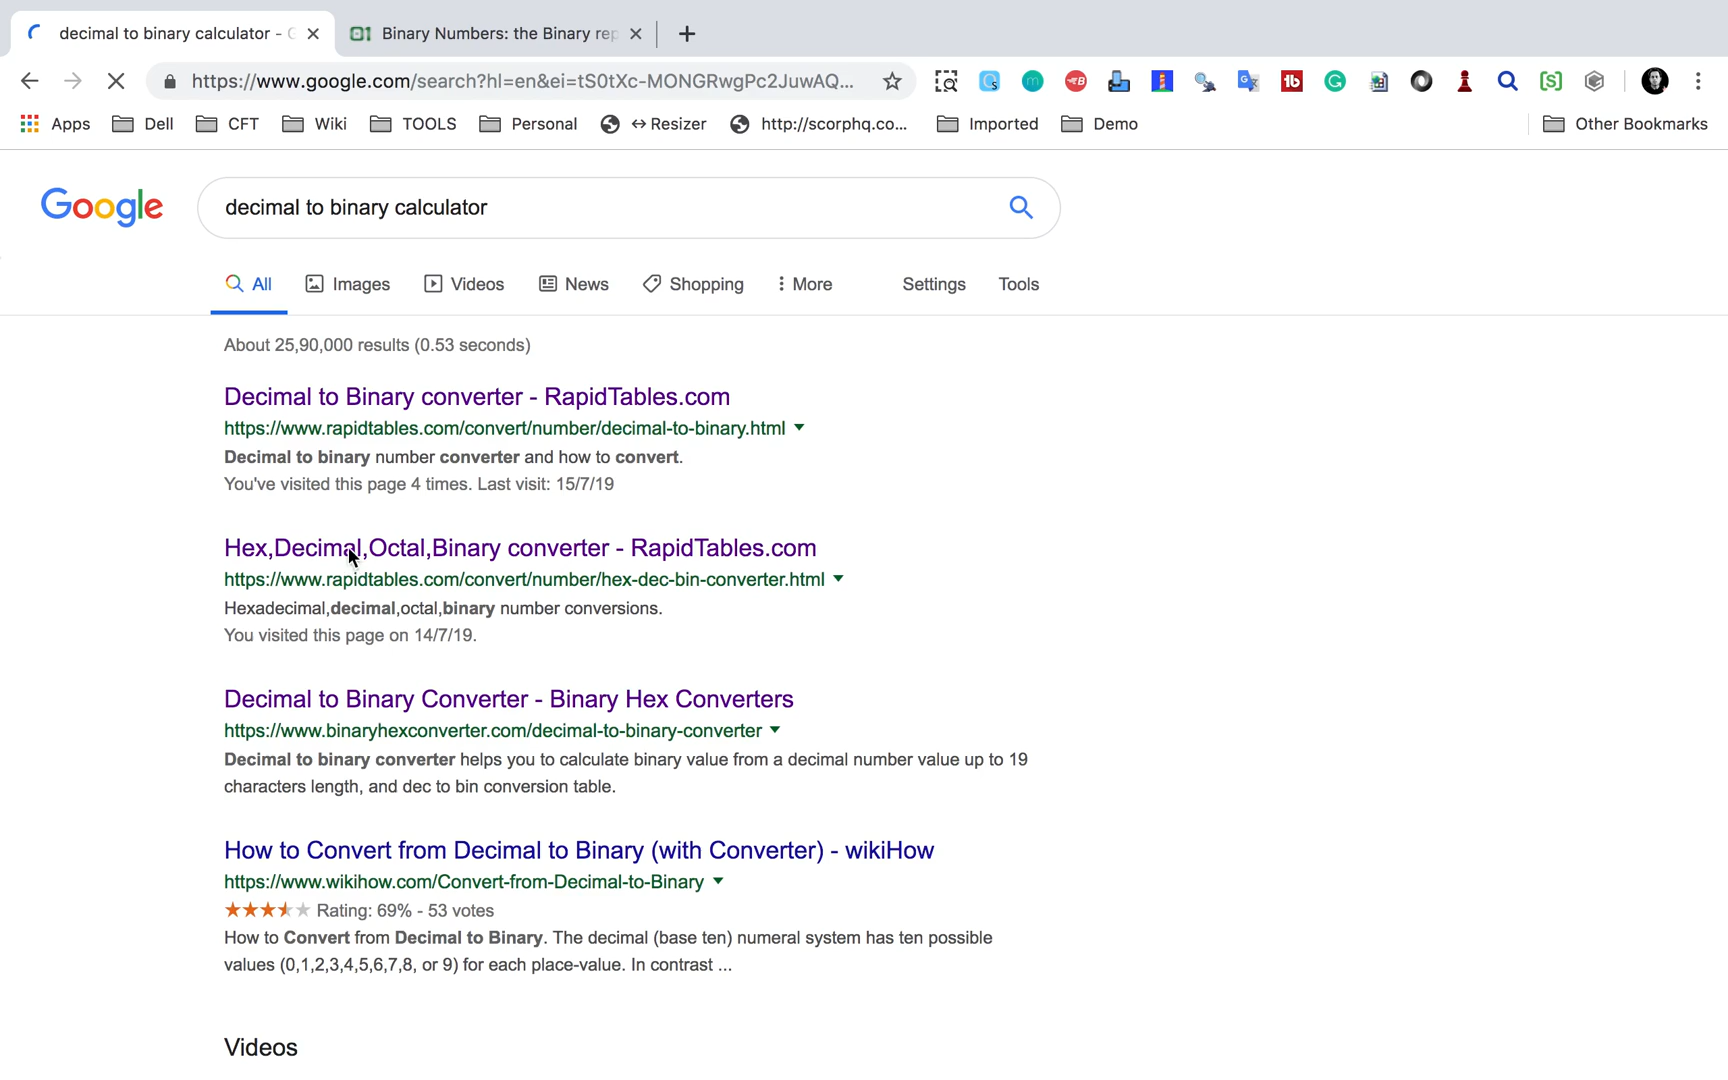 decimal to binary calculator -
Binary Numbers: the Binary rep
https://www.google.com/search?hl=en&ei=tS0tXc-MONGRwgPc2JuwAQ...
Apps Dell CFT Wiki TOOLS Personal ↔Resizer http://scorphq.co... Imported Demo Other Bookmarks
Google decimal to binary calculator
All Images Videos News Shopping More Settings Tools
About 25,90,000 results (0.53 seconds)
Decimal to Binary converter - RapidTables.com
https://www.rapidtables.com/convert/number/decimal-to-binary.html
Decimal to binary number converter and how to convert.
You've visited this page 4 times. Last visit: 15/7/19
Hex,Decimal,Octal,Binary converter - RapidTables.com
https://www.rapidtables.com/convert/number/hex-dec-bin-converter.html
Hexadecimal,decimal,octal,binary number conversions.
You visited this page on 14/7/19.
Decimal to Binary Converter - Binary Hex Converters
https://www.binaryhexconverter.com/decimal-to-binary-converter
Decimal to binary converter helps you to calculate binary value from a decimal number value up to 19
characters length, and dec to bin conversion table.
How to Convert from Decimal to Binary (with Converter) - wikiHow
https://www.wikihow.com/Convert-from-Decimal-to-Binary
Rating: 69% - 53 votes
How to Convert from Decimal to Binary. The decimal (base ten) numeral system has ten possible
values (0,1,2,3,4,5,6,7,8, or 9) for each place-value. In contrast ...
Videos